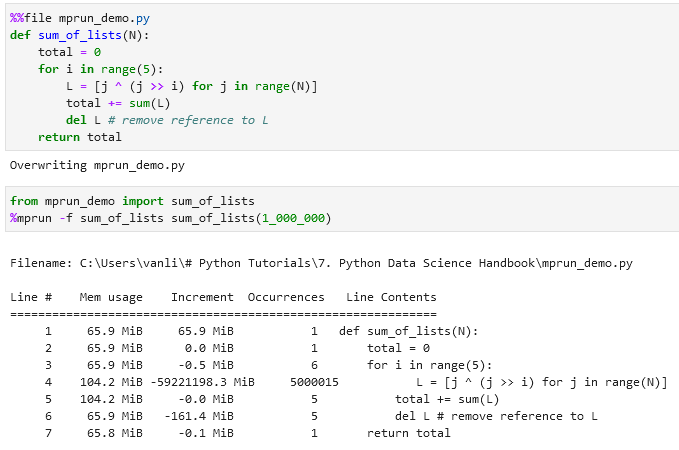 %%file mprun_demo.py
def sum_of_lists(N):
    total = 0
    for i in range(5):
        L = [j ^ (j >> i) for j in range(N)]
        total += sum(L)
        del L # remove reference to L
    return total
Overwriting mprun_demo.py
from mprun_demo import sum_of_lists
%mprun -f sum_of_lists sum_of_lists(1_000_000)
Filename: C:\Users\vanli\# Python Tutorials\7. Python Data Science Handbook\mprun_demo.py
Line #    Mem usage    Increment  Occurrences   Line Contents
=============================================================
     1     65.9 MiB     65.9 MiB           1   def sum_of_lists(N):
     2     65.9 MiB      0.0 MiB           1       total = 0
     3     65.9 MiB     -0.5 MiB           6       for i in range(5):
     4    104.2 MiB -59221198.3 MiB     5000015           L = [j ^ (j >> i) for j in range(N)]
     5    104.2 MiB     -0.0 MiB           5           total += sum(L)
     6     65.9 MiB   -161.4 MiB           5           del L # remove reference to L
     7     65.8 MiB     -0.1 MiB           1       return total